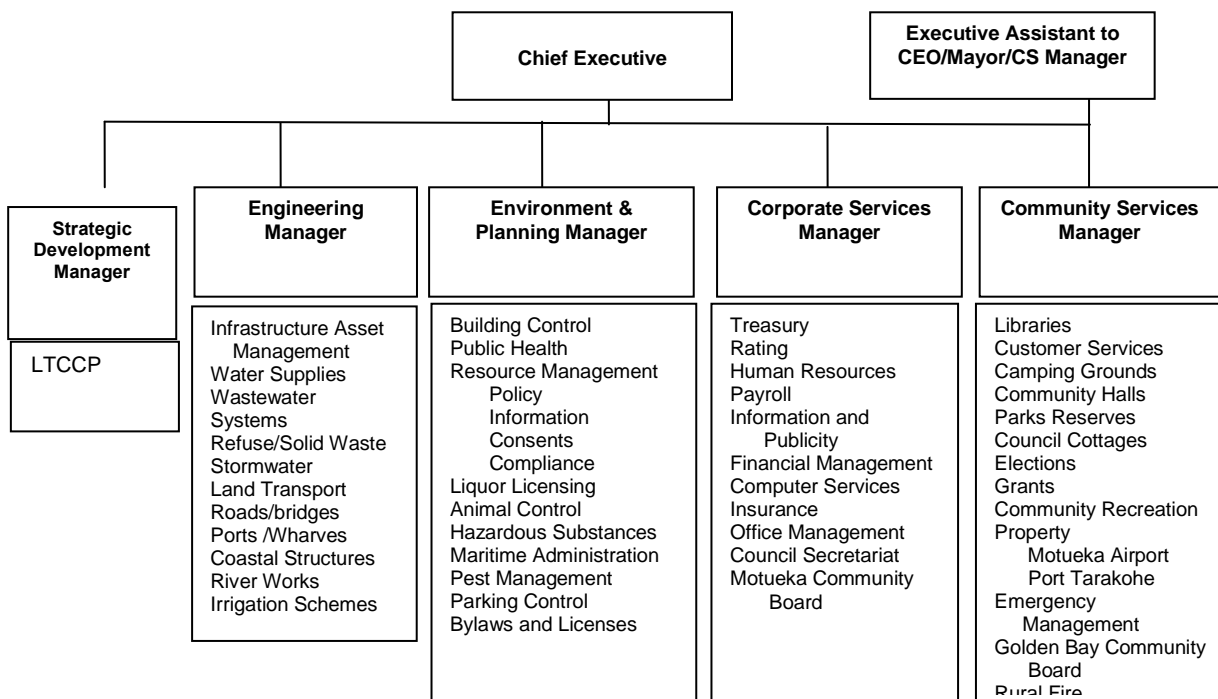 Chief Executive
Executive Assistant to
CEO/Mayor/CS Manager
Strategic
Development
Manager
LTCCP
Engineering
Manager
Infrastructure Asset
Management
Water Supplies
Wastewater
Systems
Refuse/Solid Waste
Stormwater
Land Transport
Roads/bridges
Ports /Wharves
Coastal Structures
River Works
Irrigation Schemes
Environment &
Planning Manager
Building Control
Public Health
Resource Management
Policy
Information
Consents
Compliance
Liquor Licensing
Animal Control
Hazardous Substances
Maritime Administration
Pest Management
Parking Control
Bylaws and Licenses
Corporate Services
Manager
Treasury
Rating
Human Resources
Payroll
Information and
Publicity
Financial Management
Computer Services
Insurance
Office Management
Council Secretariat
Motueka Community
Board
Community Services
Manager
Libraries
Customer Services
Camping Grounds
Community Halls
Parks Reserves
Council Cottages
Elections
Grants
Community Recreation
Property
Motueka Airport
Port Tarakohe
Emergency
Management
Golden Bay Community
Board
Rural Fire